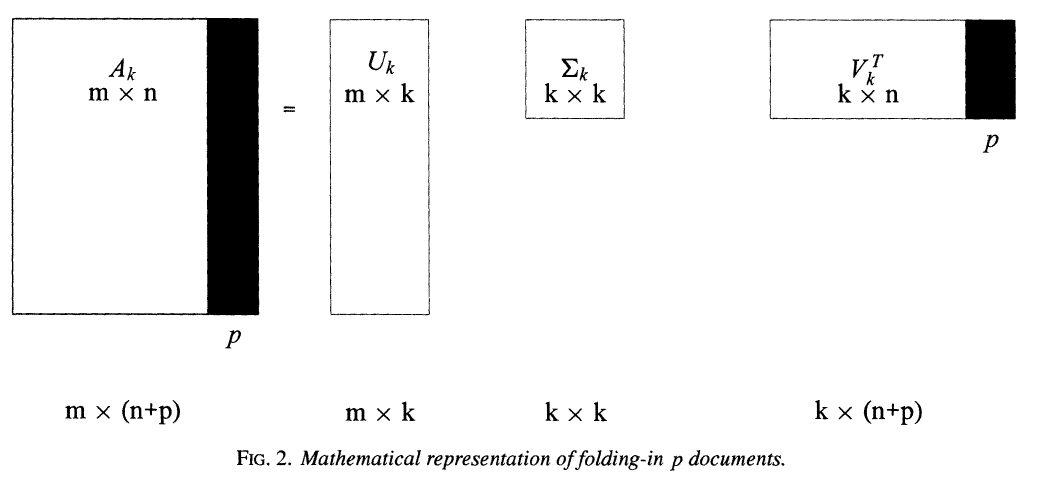 A_k
m × n
=
U_k
m × k
Σ_k
k × k
V_k^T
k × n
p
p
m × (n+p)
m × k
k × k
k × (n+p)
FIG. 2. Mathematical representation of folding-in p documents.